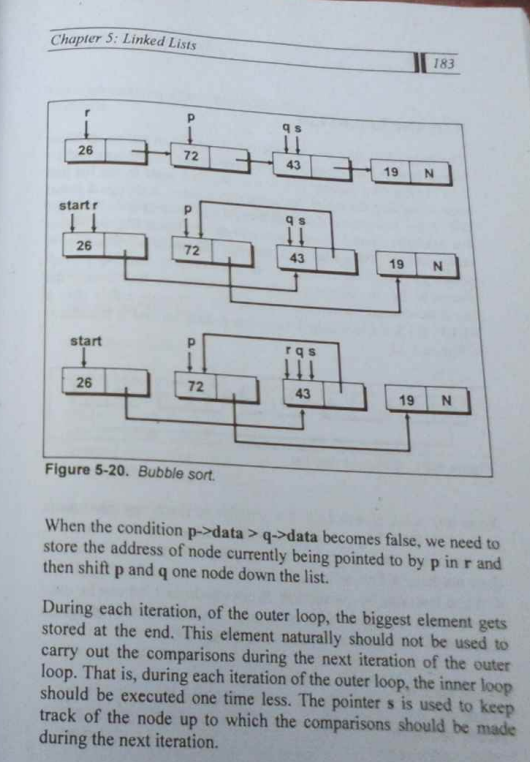 Chapter 5: Linked Lists
183
r
p
q s
26
72
43
19 N
start r
p
q s
26
72
43
19 N
start
p
r q s
26
72
43
19 N
Figure 5-20. Bubble sort.
When the condition p->data > q->data becomes false, we need to
store the address of node currently being pointed to by p in r and
then shift p and q one node down the list.
During each iteration, of the outer loop, the biggest element gets
stored at the end. This element naturally should not be used to
carry out the comparisons during the next iteration of the outer
loop. That is, during each iteration of the outer loop, the inner loop
should be executed one time less. The pointer s is used to keep
track of the node up to which the comparisons should be made
during the next iteration.